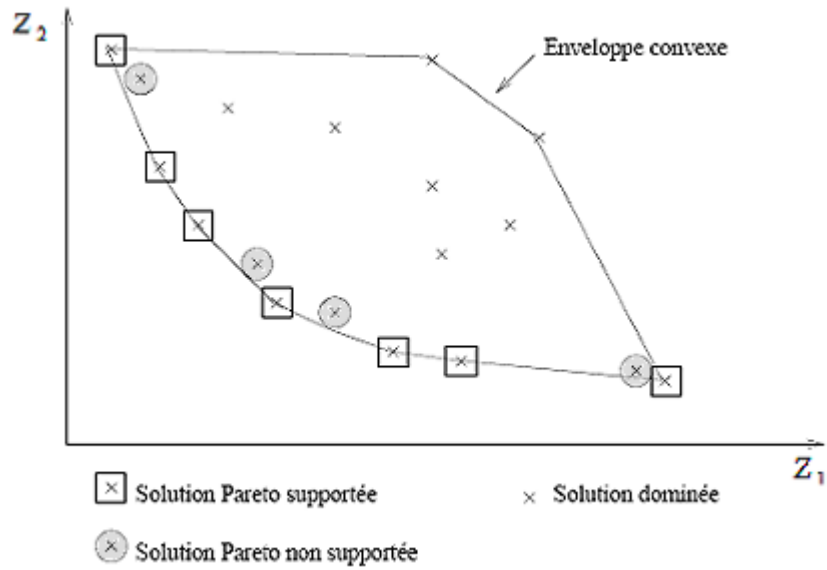 Z2
Enveloppe convexe
Z1
Solution Pareto supportée
Solution dominée
Solution Pareto non supportée